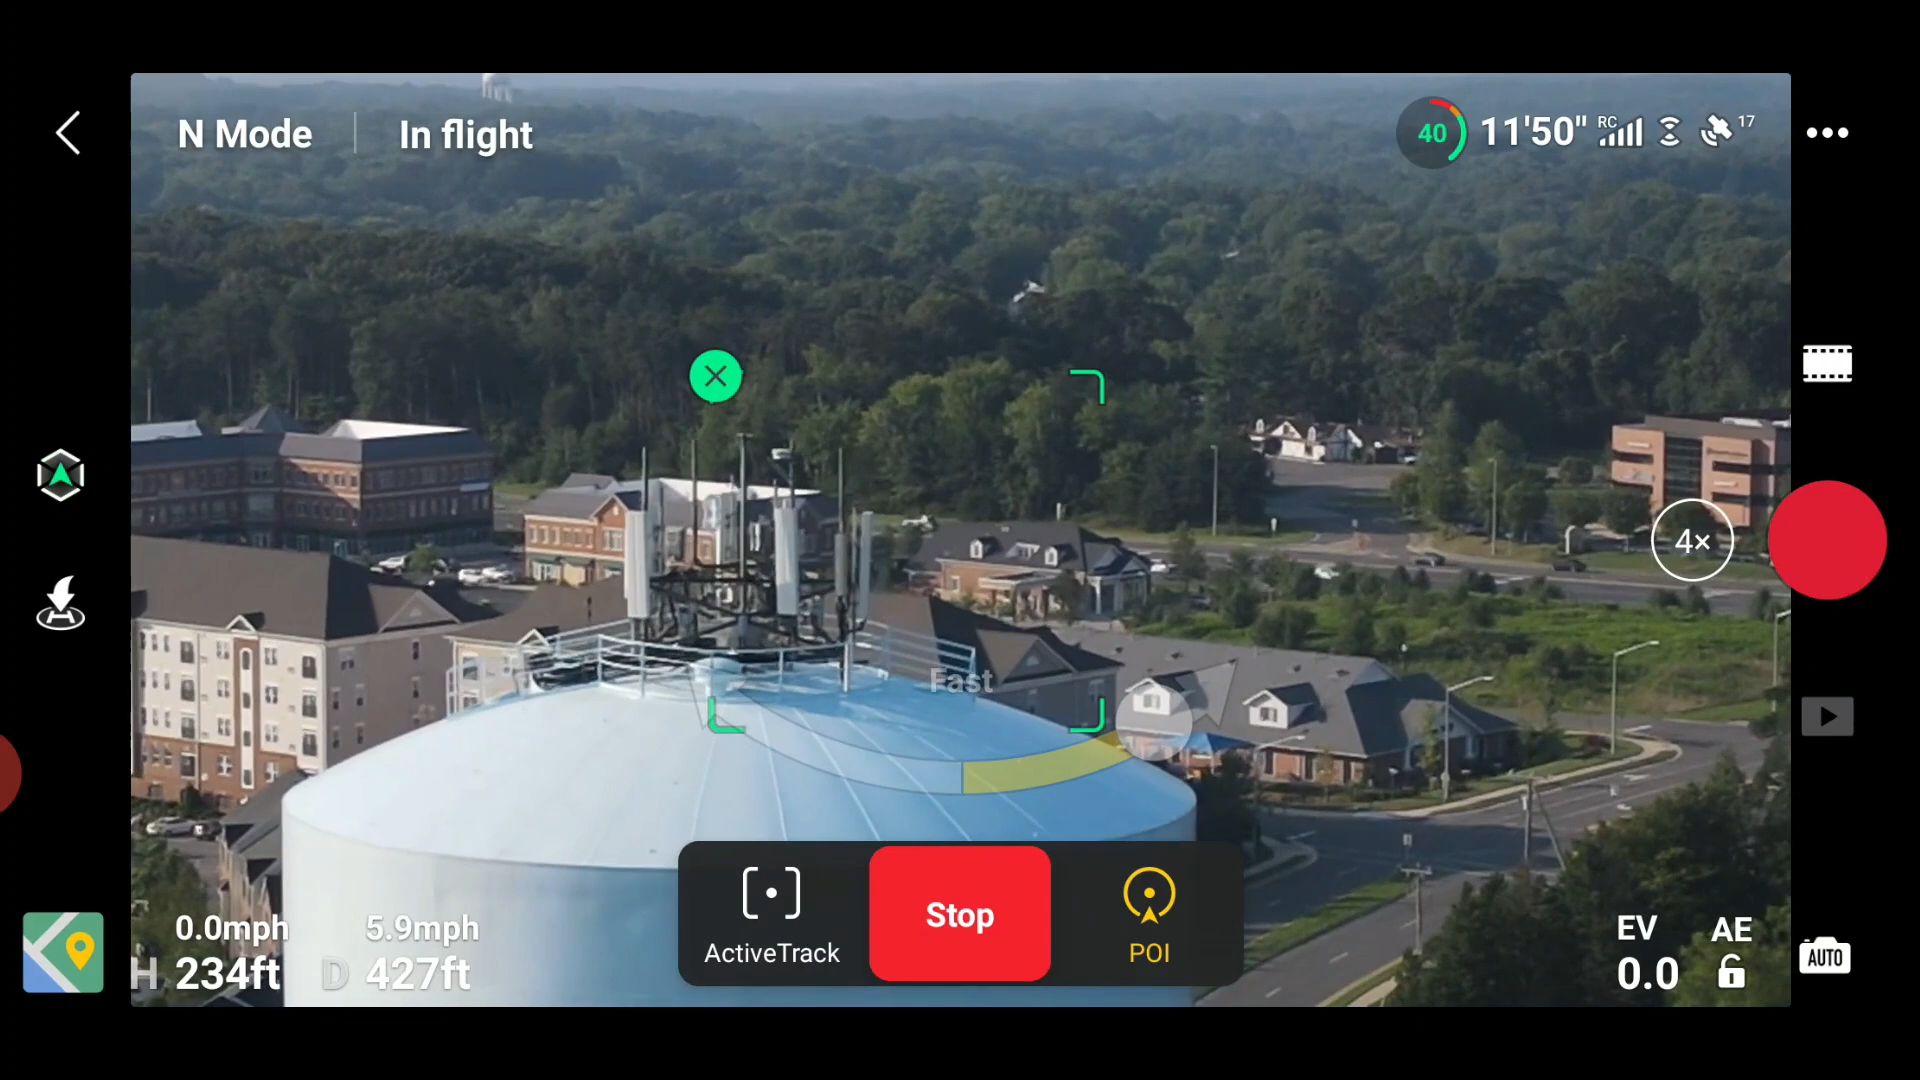 N Mode
In flight
40
11'50"
RC
17
4×
Fast
ActiveTrack
Stop
POI
0.0mph
5.9mph
H 234ft
D 427ft
EV
AE
0.0
AUTO